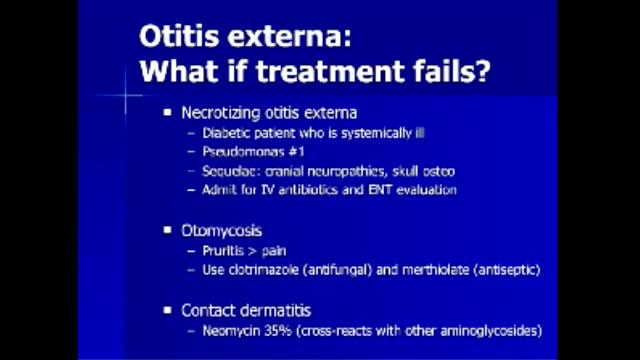 Otitis externa:
What if treatment fails?
■ Necrotizing otitis externa
– Diabetic patient who is systemically ill
– Pseudomonas #1
– Sequelae: cranial neuropathies, skull osteo
– Admit for IV antibiotics and ENT evaluation
■ Otomycosis
– Pruritis > pain
– Use clotrimazole (antifungal) and merthiolate (antiseptic)
■ Contact dermatitis
– Neomycin 35% (cross-reacts with other aminoglycosides)